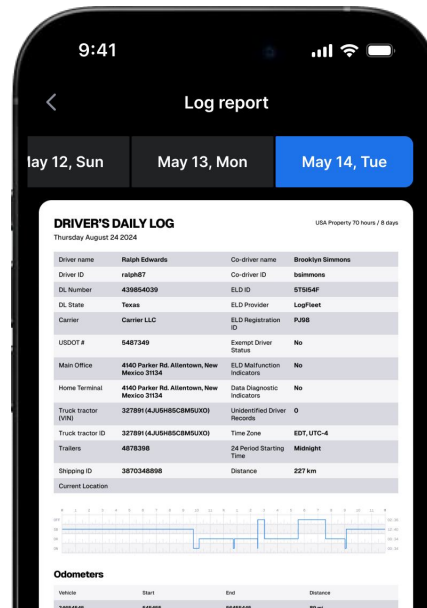 9:41
Log report
lay 12, Sun
May 13, Mon
May 14, Tue
DRIVER'S DAILY LOG
USA Property 70 hours / 8 days
Thursday August 24 2024
Driver name Ralph Edwards Co-driver name Brooklyn Simmons
Driver ID ralph87 Co-driver ID bsimmons
DL Number 439854039 ELD ID 5T5I54F
DL State Texas ELD Provider LogFleet
Carrier Carrier LLC ELD Registration
ID PJ98
USDOT # 5487349 Exempt Driver
Status No
Main Office 4140 Parker Rd. Allentown, New
Mexico 31134 ELD Malfunction
Indicators No
Home Terminal 4140 Parker Rd. Allentown, New
Mexico 31134 Data Diagnostic
Indicators No
Truck tractor
(VIN) 327891 (4JU5H85C8M5UXO) Unidentified Driver
Records 0
Truck tractor ID 327891 (4JU5H85C8M5UXO) Time Zone EDT, UTC-4
Trailers 4878398 24 Period Starting
Time Midnight
Shipping ID 3870348898 Distance 227 km
Current Location
Odometers
Vehicle Start End Distance